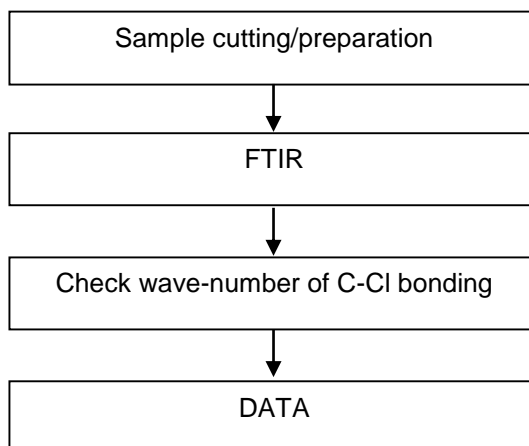 Sample cutting/preparation
FTIR
Check wave-number of C-Cl bonding
DATA